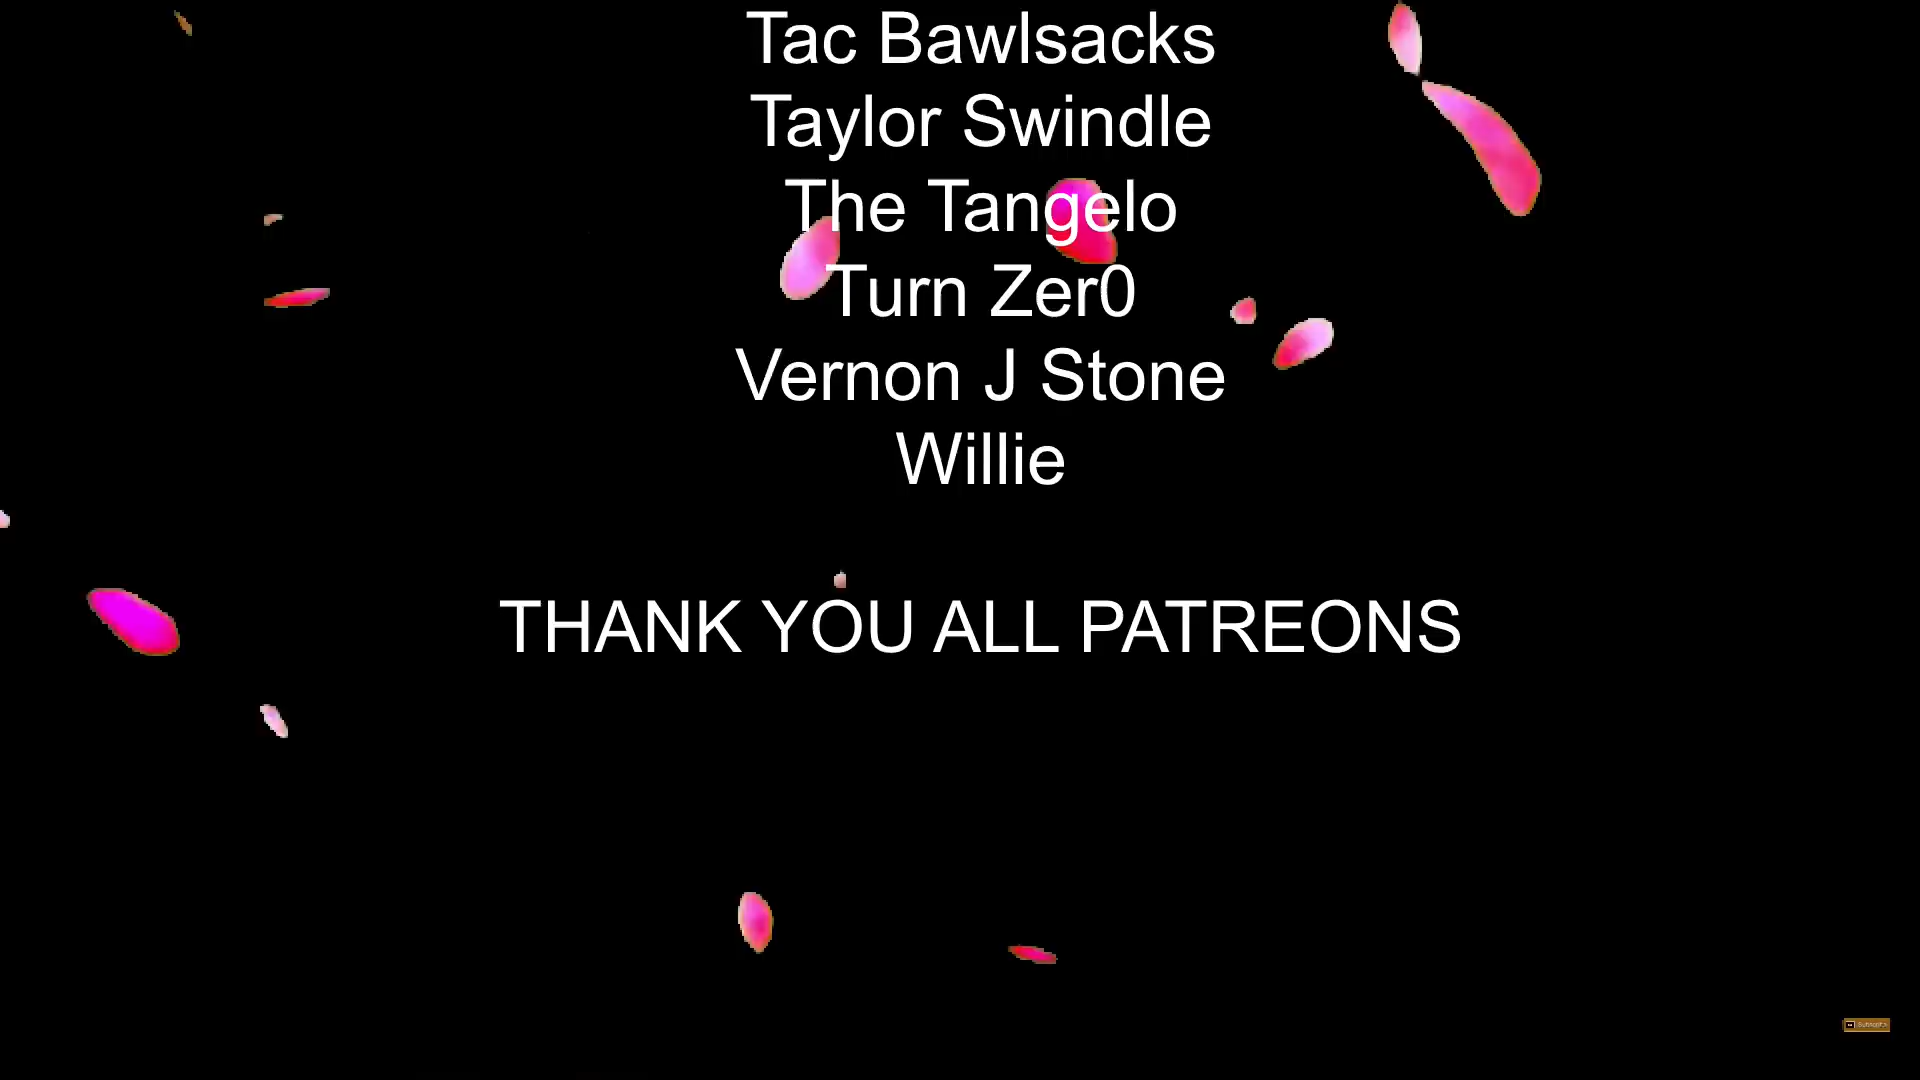 Tac Bawlsacks
Taylor Swindle
The Tangelo
Turn Zer0
Vernon J Stone
Willie
THANK YOU ALL PATREONS